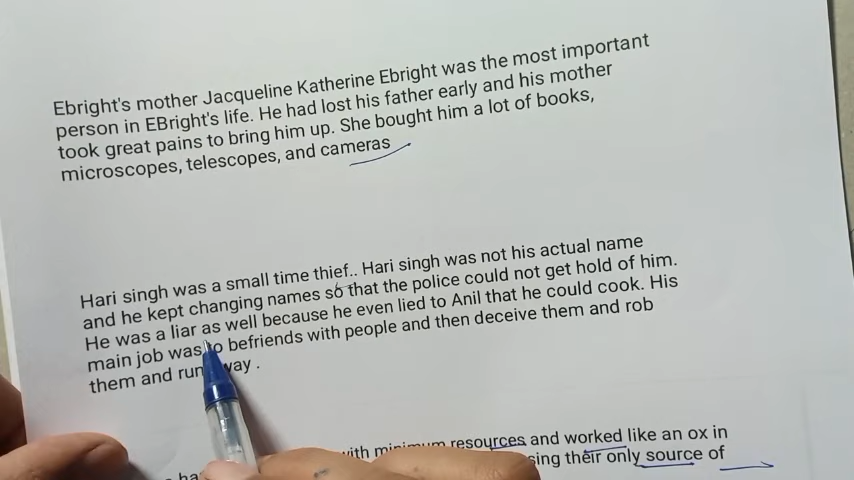 Ebright's mother Jacqueline Katherine Ebright was the most important
person in EBright's life. He had lost his father early and his mother
took great pains to bring him up. She bought him a lot of books,
microscopes, telescopes, and cameras
Hari singh was a small time thief.. Hari singh was not his actual name
and he kept changing names so that the police could not get hold of him.
He was a liar as well because he even lied to Anil that he could cook. His
main job was to befriends with people and then deceive them and rob
them and run way .
with minimum resources and worked like an ox in
sing their only source of